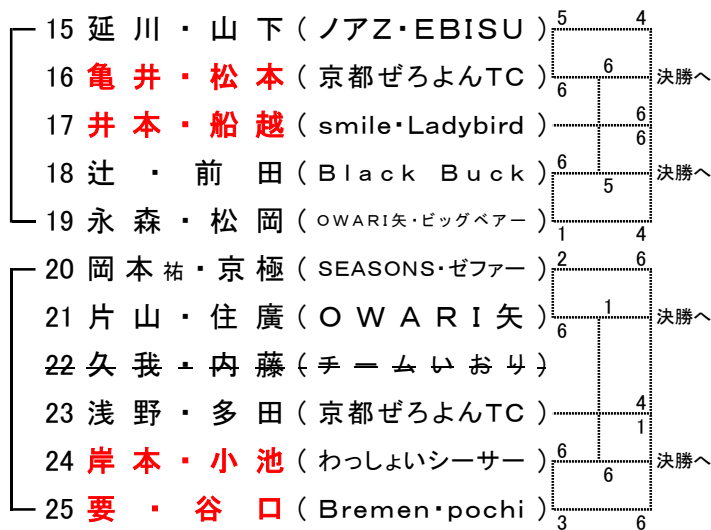 15 延川・山下(ノアZ・EBISU) 5 4
16 亀井・松本(京都ぜろよんTC) 6 6 決勝へ
17 井本・船越(smile・Ladybird) 6 6
18 辻・前田(Black Buck) 6 5 決勝へ
19 永森・松岡(OWARI矢・ビッグベアー) 1 4
20 岡本祐・京極(SEASONS・ゼファー) 2 6
21 片山・住廣(OWARI矢) 6 1 決勝へ
22 久我・内藤(チームいおり)
23 浅野・多田(京都ぜろよんTC) 4 1
24 岸本・小池(わっしょいシーサー) 6 6 決勝へ
25 要・谷口(Bremen・pochi) 3 6